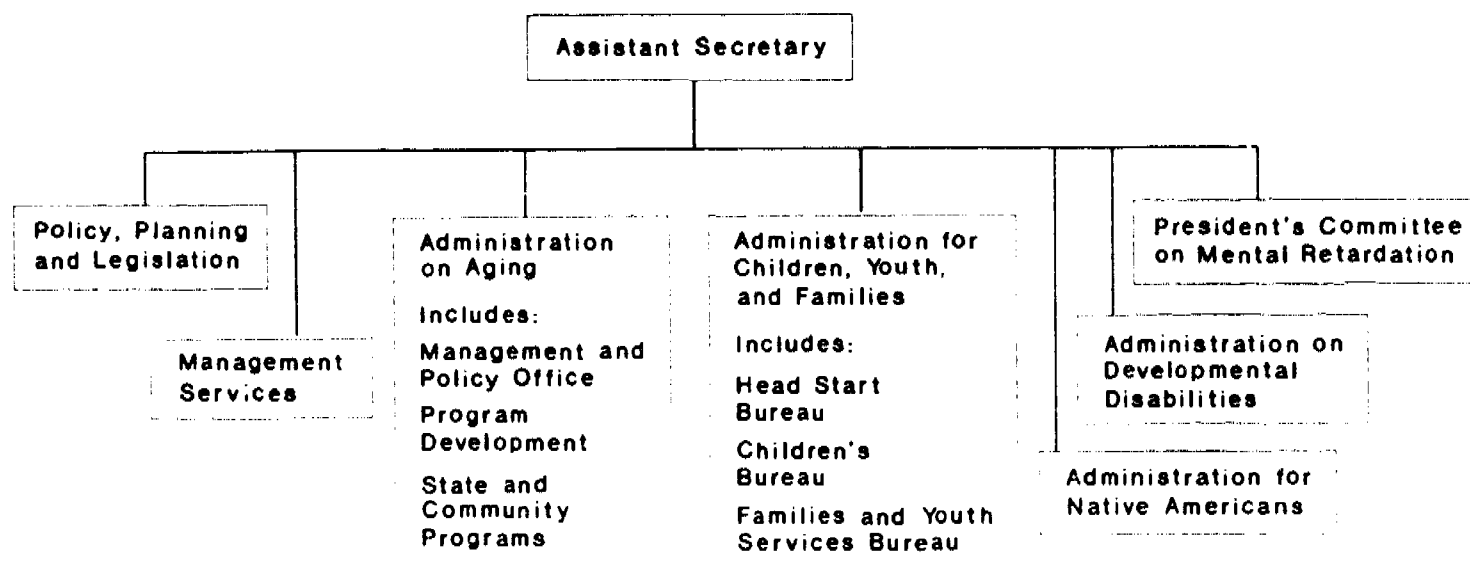 Assistant Secretary
Policy, Planning
and Legislation
Management
Services
Administration
on Aging
Includes:
Management and
Policy Office
Program
Development
State and
Community
Programs
Administration for
Children, Youth,
and Families
Includes:
Head Start
Bureau
Children's
Bureau
Families and Youth
Services Bureau
President's Committee
on Mental Retardation
Administration on
Developmental
Disabilities
Administration for
Native Americans